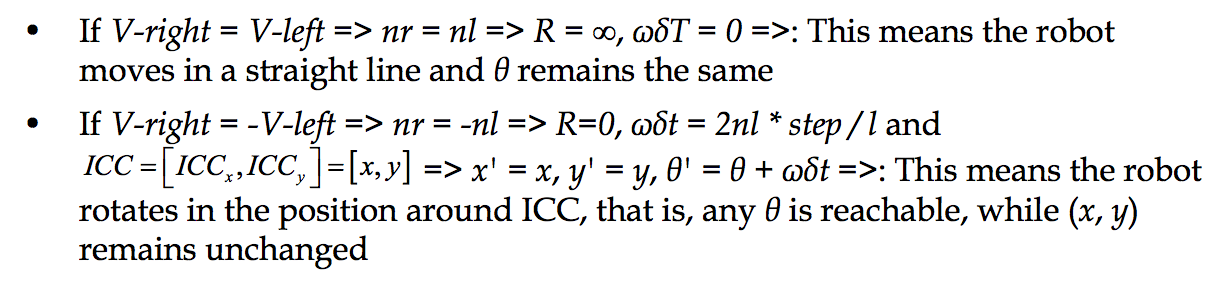 • If V-right = V-left => nr = nl => R = ∞, ωδT = 0 =>: This means the robot
moves in a straight line and θ remains the same
• If V-right = -V-left => nr = -nl => R=0, ωδt = 2nl * step/l and
ICC = [ICCₓ, ICCy] = [x, y] => x' = x, y' = y, θ' = θ + ωδt =>: This means the robot
rotates in the position around ICC, that is, any θ is reachable, while (x, y)
remains unchanged